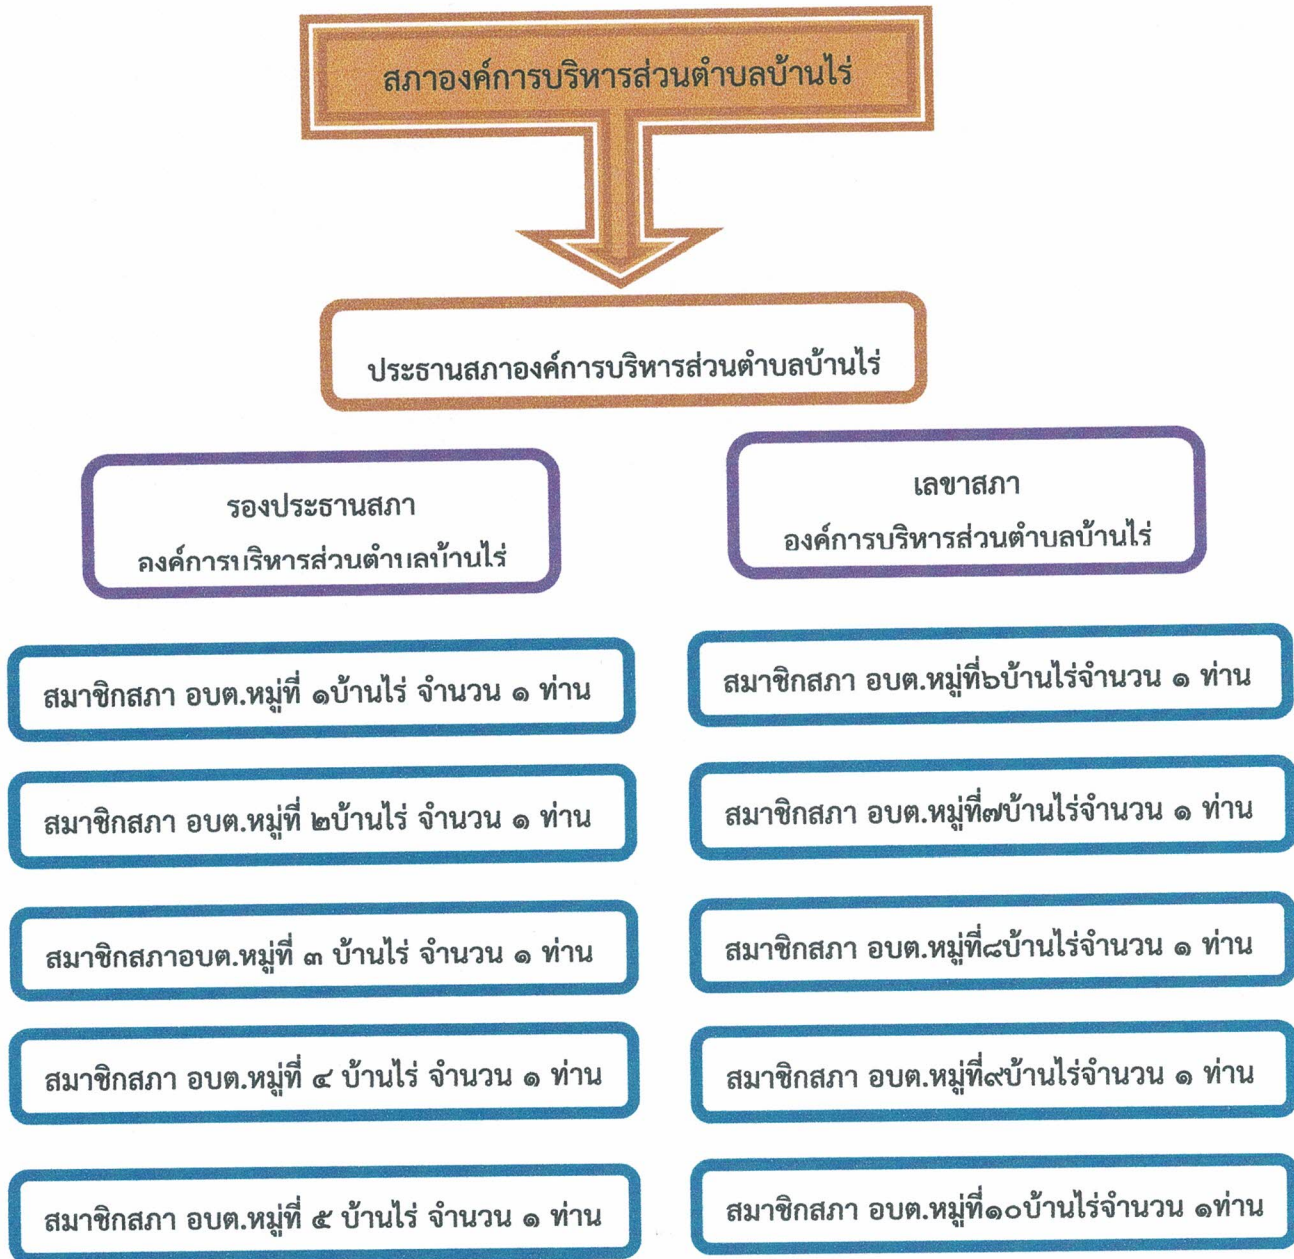 สภาองค์การบริหารส่วนตำบลบ้านไร่
ประธานสภาองค์การบริหารส่วนตำบลบ้านไร่
รองประธานสภา
องค์การบริหารส่วนตำบลบ้านไร่
เลขาสภา
องค์การบริหารส่วนตำบลบ้านไร่
สมาชิกสภา อบต.หมู่ที่ ๑บ้านไร่ จำนวน ๑ ท่าน
สมาชิกสภา อบต.หมู่ที่ ๒บ้านไร่ จำนวน ๑ ท่าน
สมาชิกสภาอบต.หมู่ที่ ๓ บ้านไร่ จำนวน ๑ ท่าน
สมาชิกสภา อบต.หมู่ที่ ๔ บ้านไร่ จำนวน ๑ ท่าน
สมาชิกสภา อบต.หมู่ที่ ๕ บ้านไร่ จำนวน ๑ ท่าน
สมาชิกสภา อบต.หมู่ที่๖บ้านไร่จำนวน ๑ ท่าน
สมาชิกสภา อบต.หมู่ที่๗บ้านไร่จำนวน ๑ ท่าน
สมาชิกสภา อบต.หมู่ที่๘บ้านไร่จำนวน ๑ ท่าน
สมาชิกสภา อบต.หมู่ที่๙บ้านไร่จำนวน ๑ ท่าน
สมาชิกสภา อบต.หมู่ที่๑๐บ้านไร่จำนวน ๑ท่าน